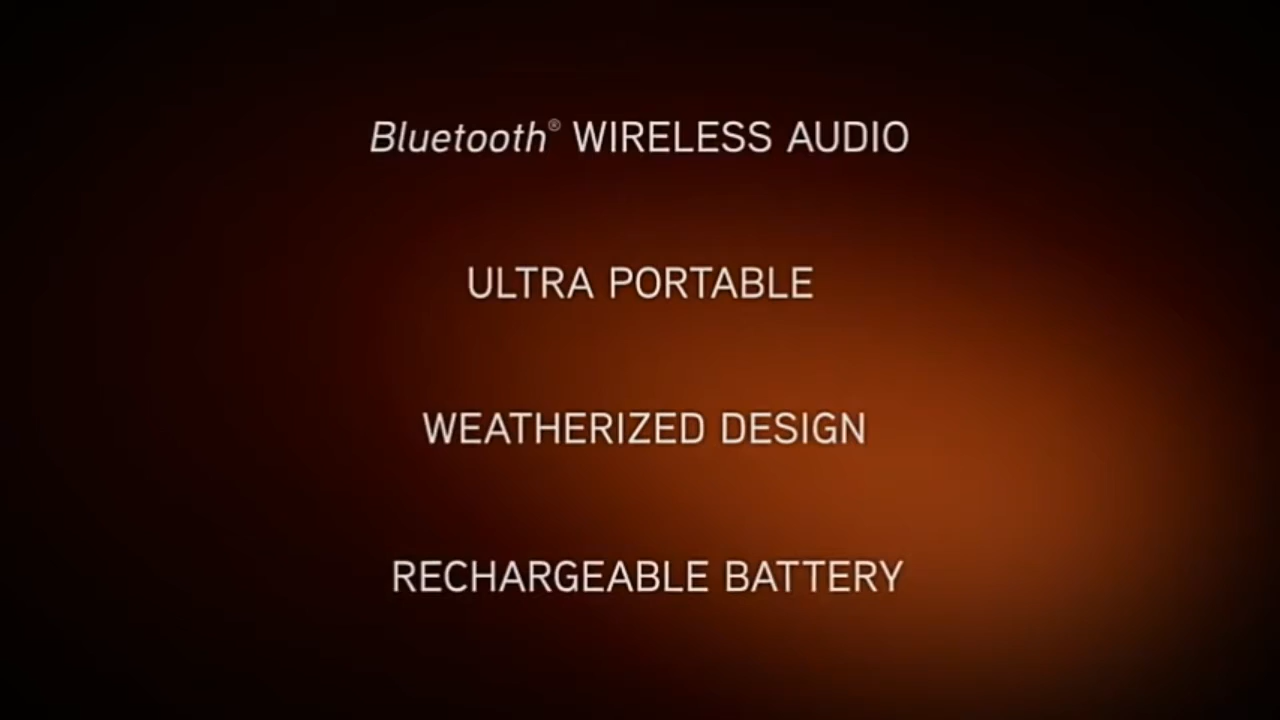 Bluetooth® WIRELESS AUDIO
ULTRA PORTABLE
WEATHERIZED DESIGN
RECHARGEABLE BATTERY